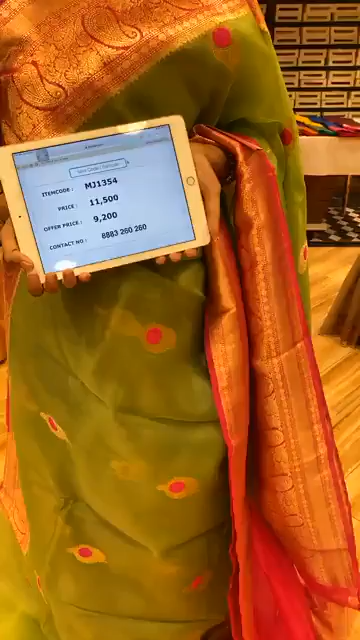 ITEMCODE : MJ1354
PRICE : 11,500
OFFER PRICE : 9,200
CONTACT NO : 8883 260 260